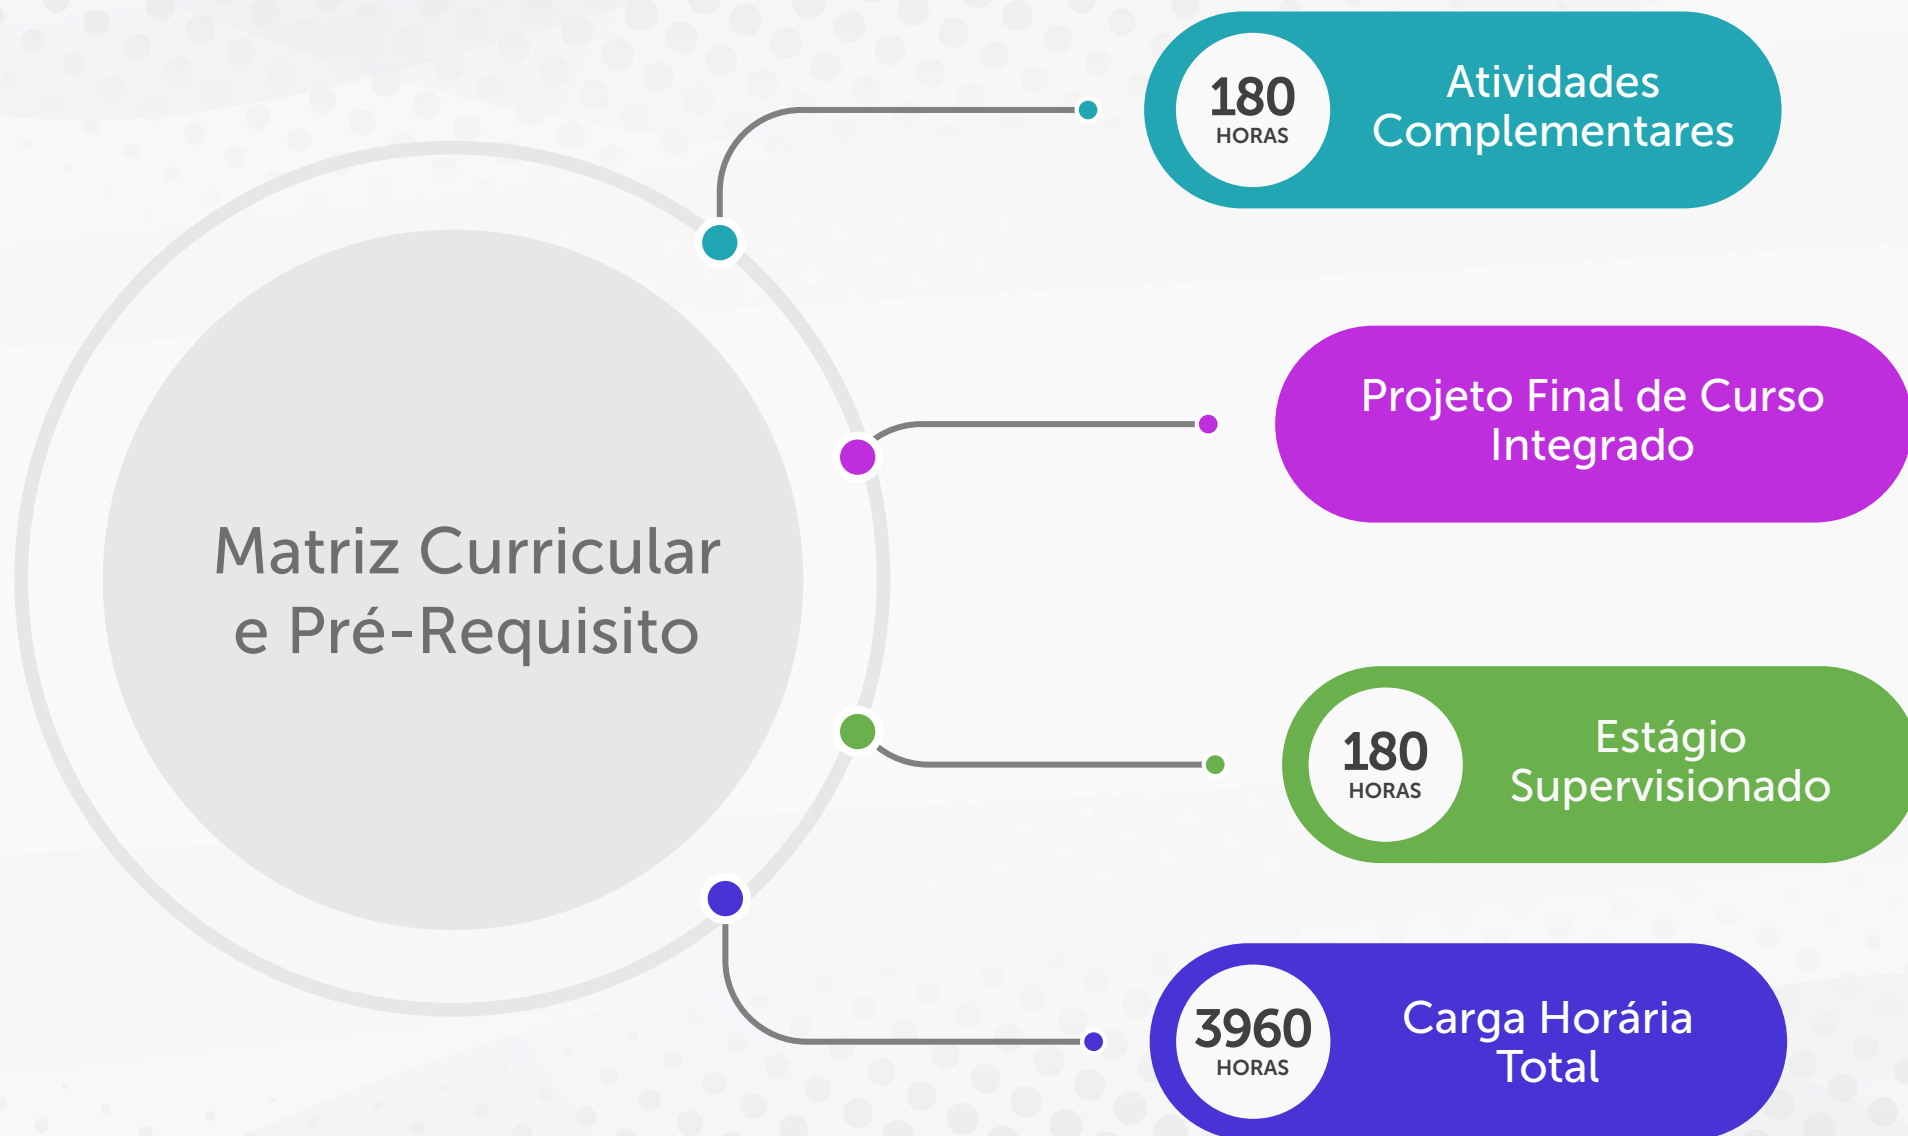 Matriz Curricular
e Pré-Requisito
180
HORAS
Atividades
Complementares
Projeto Final de Curso
Integrado
180
HORAS
Estágio
Supervisionado
3960
HORAS
Carga Horária
Total